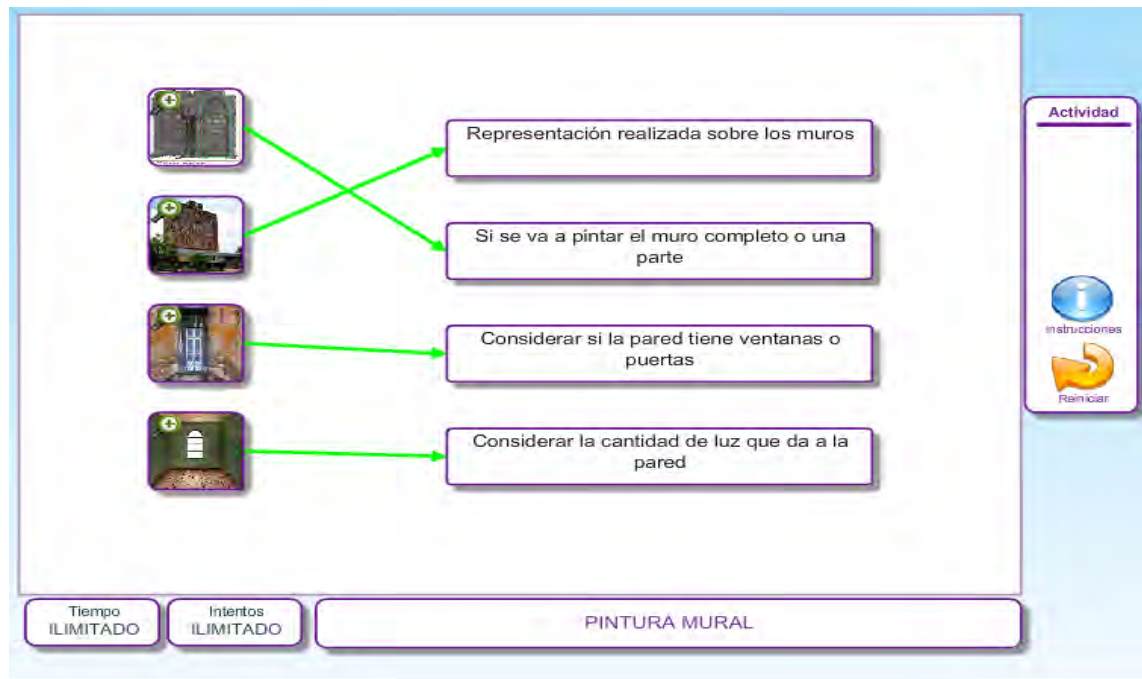 Representación realizada sobre los muros
Si se va a pintar el muro completo o una
parte
Considerar si la pared tiene ventanas o
puertas
Considerar la cantidad de luz que da a la
pared
Actividad
Instrucciones
Reiniciar
Tiempo
ILIMITADO
Intentos
ILIMITADO
PINTURA MURAL